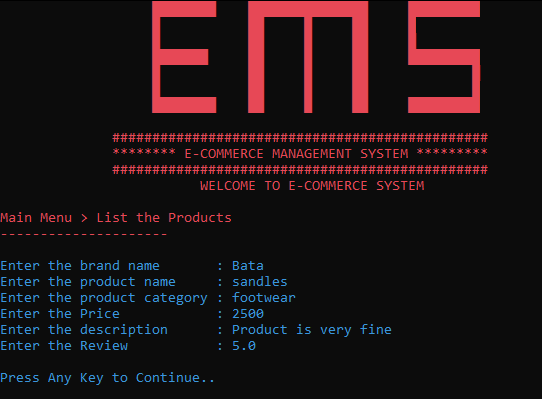 EMS
###############################################
******** E-COMMERCE MANAGEMENT SYSTEM *********
###############################################
WELCOME TO E-COMMERCE SYSTEM
Main Menu > List the Products
---------------------
Enter the brand name : Bata
Enter the product name : sandles
Enter the product category : footwear
Enter the Price : 2500
Enter the description : Product is very fine
Enter the Review : 5.0
Press Any Key to Continue..